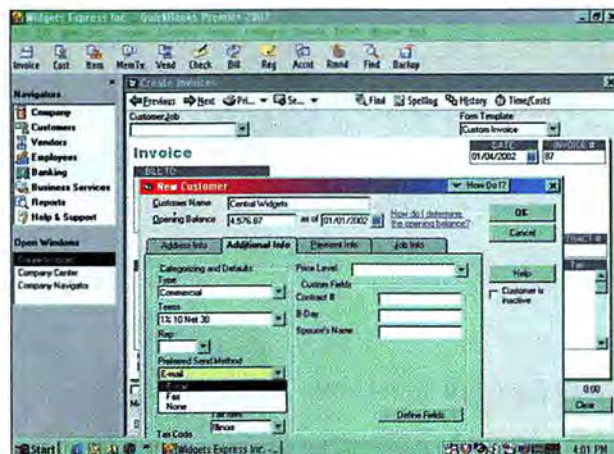 Widgets Express Inc. - QuickBooks Premier 2002
Invoice Cust Item MemTx Vend Check Bill Reg Accnt Rmnd Find Backup
Navigators
Company
Customers
Vendors
Employees
Banking
Business Services
Reports
Help & Support
Open Windows
Create Invoices
Company Center
Company Navigator
Create Invoices
Previous Next Pri... Se... Find Spelling History Time/Costs
Customer:Job
Form Template
Custom Invoice
Invoice
DATE INVOICE #
01/04/2002 87
BILL TO
New Customer How Do I?
Customer Name Central Widgets
Opening Balance 4,576.87 as of 01/01/2002 How do I determine the opening balance?
OK
Cancel
Help
Customer is inactive
Address Info Additional Info Payment Info Job Info
Categorizing and Defaults
Type
Commercial
Terms
1% 10 Net 30
Rep
Preferred Send Method
E-mail
E-mail
Fax
None
Tax Item
Illinois
Tax Code
Price Level
Custom Fields
Contract #
B-Day
Spouse's Name
Define Fields
Tax
0.00
Clear
Start Widgets Express Inc. -... 4:01 PM